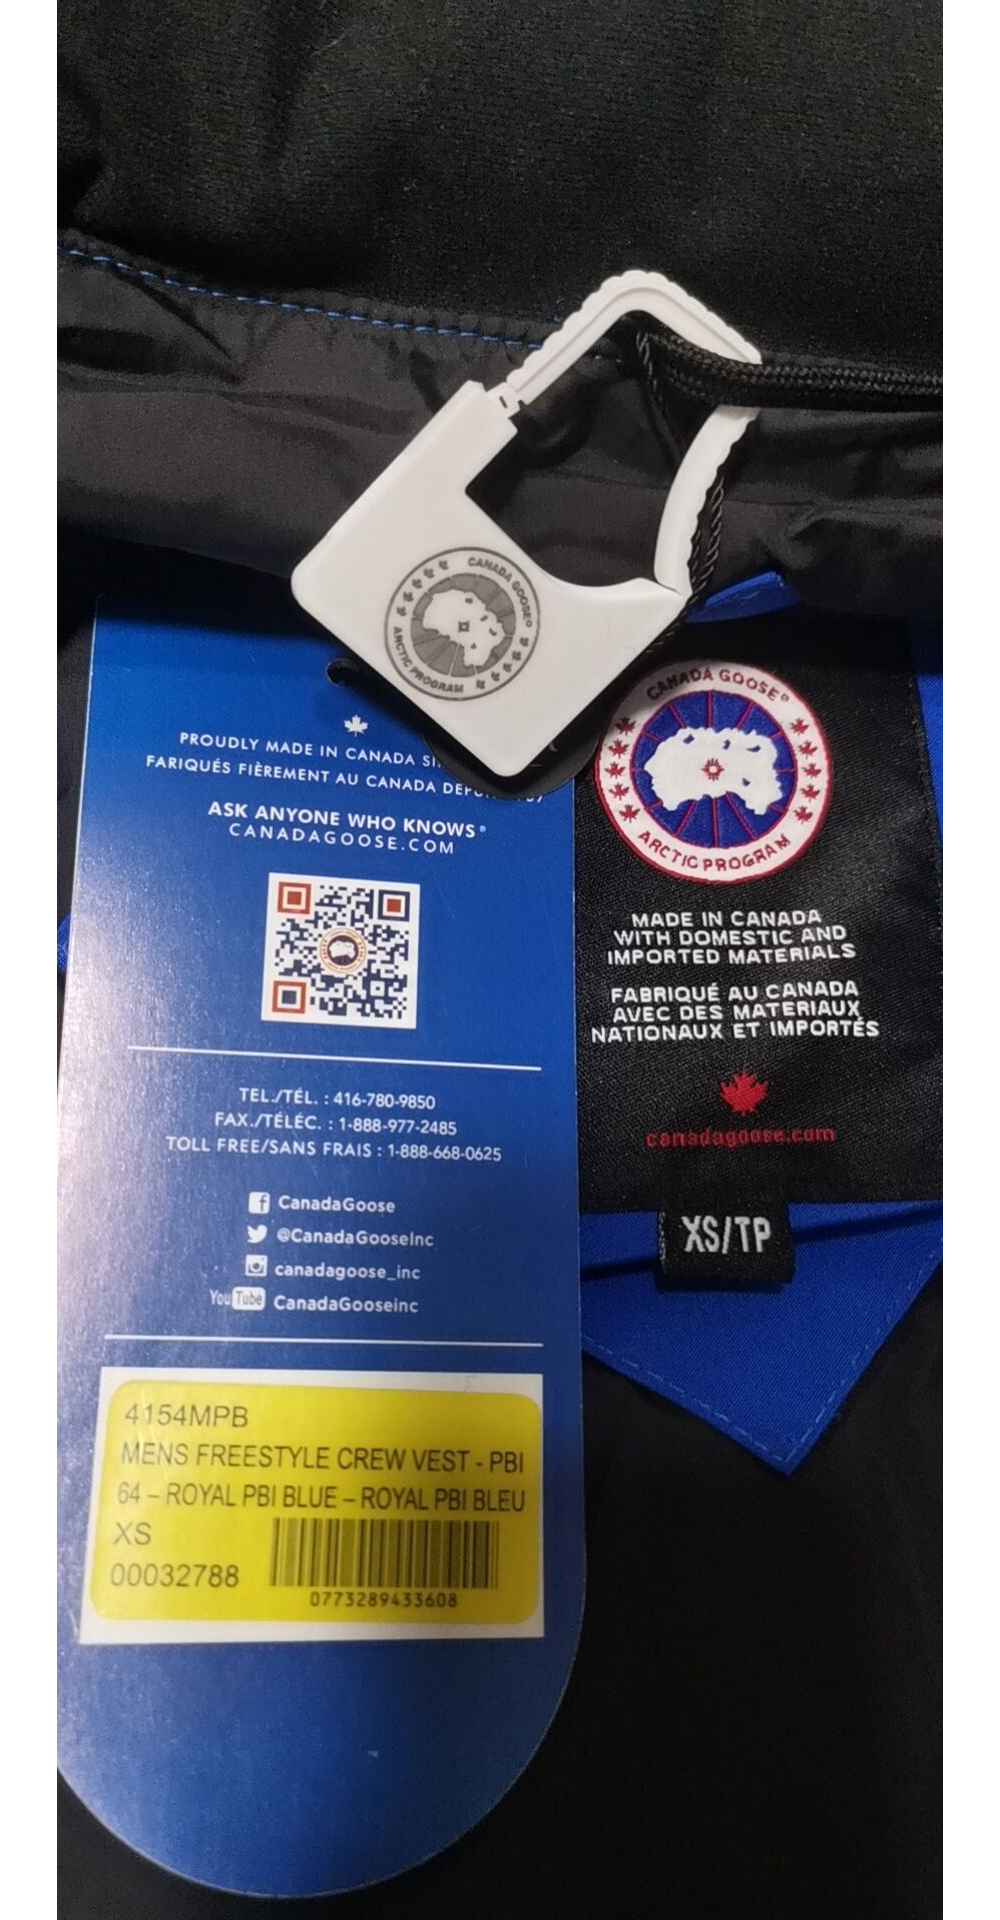 CANADA GOOSE®
ARCTIC PROGRAM
PROUDLY MADE IN CANADA
FARIQUÉS FIÈREMENT AU CANADA
ASK ANYONE WHO KNOWS®
CANADAGOOSE.COM
TEL./TÉL. : 416-780-9850
FAX./TÉLÉC. : 1-888-977-2485
TOLL FREE/SANS FRAIS : 1-888-668-0625
CanadaGoose
@CanadaGooseInc
canadagoose_inc
You Tube CanadaGooseinc
4154MPB
MENS FREESTYLE CREW VEST - PBI
64 – ROYAL PBI BLUE – ROYAL PBI BLEU
XS
00032788
0773289433608
CANADA GOOSE®
ARCTIC PROGRAM
MADE IN CANADA
WITH DOMESTIC AND
IMPORTED MATERIALS
FABRIQUÉ AU CANADA
AVEC DES MATERIAUX
NATIONAUX ET IMPORTÉS
canadagoose.com
XS/TP